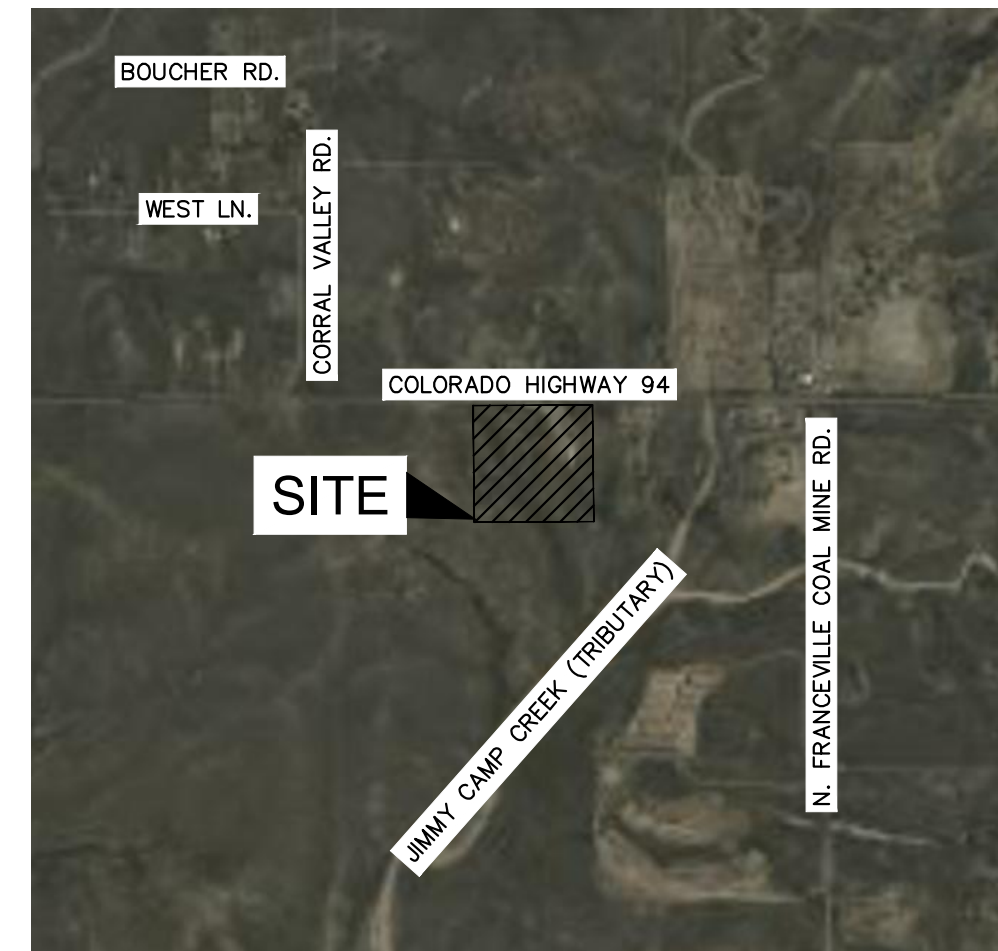 BOUCHER RD.
CORRAL VALLEY RD.
WEST LN.
COLORADO HIGHWAY 94
SITE
N. FRANCEVILLE COAL MINE RD.
JIMMY CAMP CREEK (TRIBUTARY)